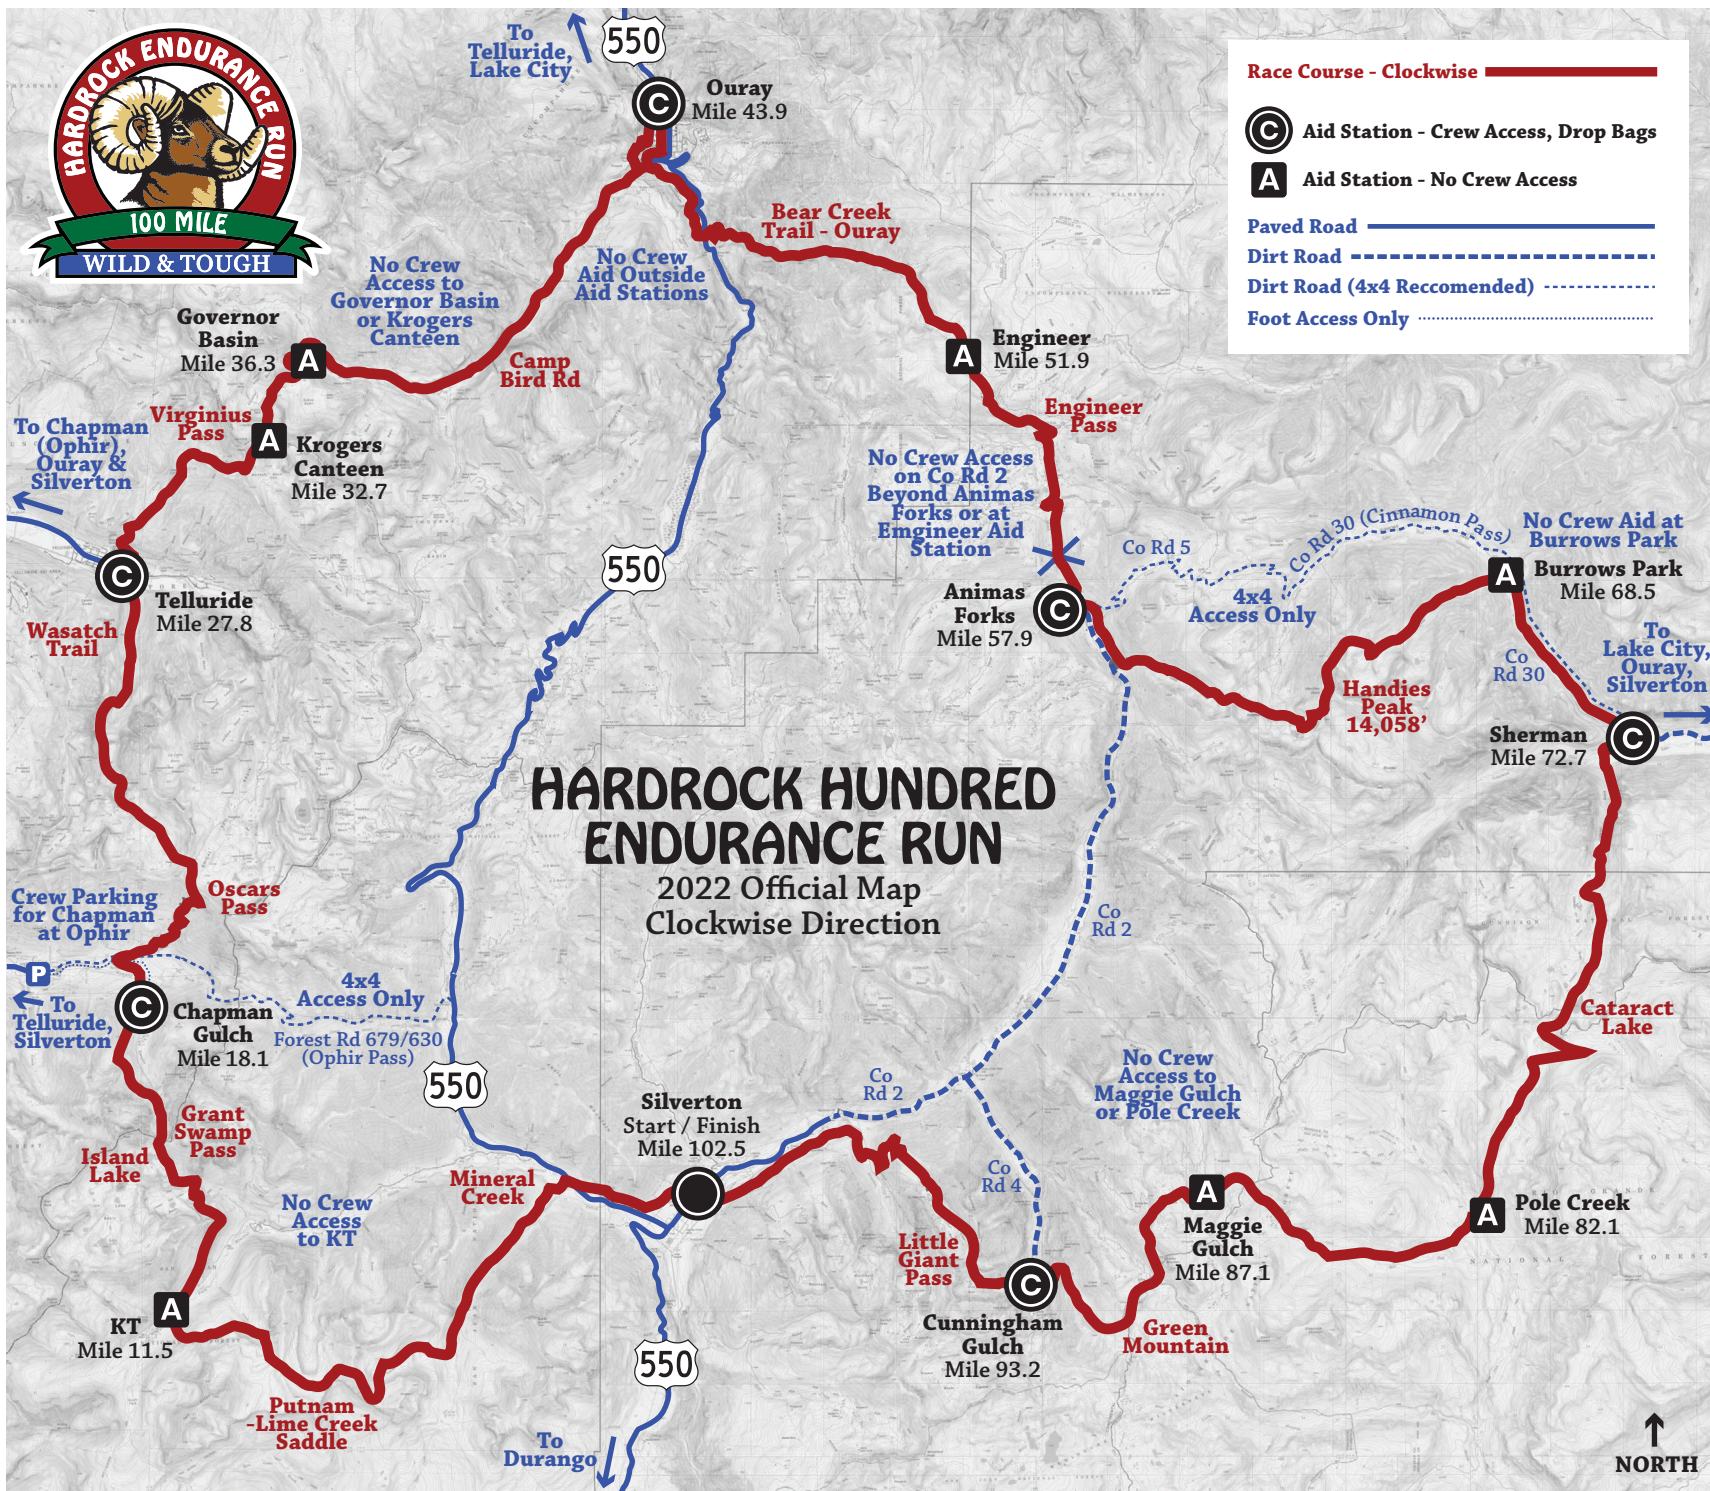 HARDROCK ENDURANCE RUN
100 MILE
WILD & TOUGH
To
Telluride,
Lake City
550
C
Ouray
Mile 43.9
Race Course - Clockwise
C
Aid Station - Crew Access, Drop Bags
A
Aid Station - No Crew Access
Paved Road
Dirt Road
Dirt Road (4x4 Reccomended)
Foot Access Only
Bear Creek
Trail - Ouray
No Crew
Access to
Governor Basin
or Krogers
Canteen
No Crew
Aid Outside
Aid Stations
Governor
Basin
Mile 36.3
A
Camp
Bird Rd
A
Engineer
Mile 51.9
Engineer
Pass
Virginius
Pass
To Chapman
(Ophir),
Ouray &
Silverton
A
Krogers
Canteen
Mile 32.7
No Crew Access
on Co Rd 2
Beyond Animas
Forks or at
Emgineer Aid
Station
Co Rd 5
Co Rd 30 (Cinnamon Pass)
No Crew Aid at
Burrows Park
A
Burrows Park
Mile 68.5
4x4
Access Only
C
Telluride
Mile 27.8
550
Animas
Forks
Mile 57.9
C
Wasatch
Trail
To
Lake City,
Ouray,
Silverton
Co
Rd 30
Handies
Peak
14,058’
Sherman
Mile 72.7
C
HARDROCK HUNDRED
ENDURANCE RUN
2022 Official Map
Clockwise Direction
Oscars
Pass
Crew Parking
for Chapman
at Ophir
P
Co
Rd 2
To
Telluride,
Silverton
C
Chapman
Gulch
Mile 18.1
4x4
Access Only
Forest Rd 679/630
(Ophir Pass)
550
Cataract
Lake
No Crew
Access to
Maggie Gulch
or Pole Creek
Co
Rd 2
Silverton
Start / Finish
Mile 102.5
Grant
Swamp
Pass
Island
Lake
Mineral
Creek
Co
Rd 4
No Crew
Access
to KT
A
Maggie
Gulch
Mile 87.1
A
Pole Creek
Mile 82.1
NATIONAL
FOREST
Little
Giant
Pass
C
Cunningham
Gulch
Mile 93.2
Green
Mountain
A
KT
Mile 11.5
550
Putnam
-Lime Creek
Saddle
To
Durango
NORTH